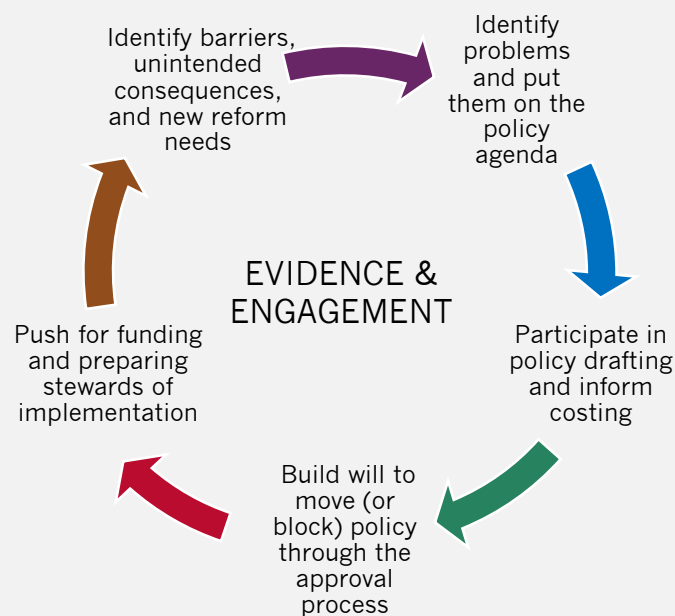 Identify barriers,
unintended
consequences,
and new reform
needs
Identify
problems
and put
them on the
policy
agenda
EVIDENCE &
ENGAGEMENT
Push for funding
and preparing
stewards of
implementation
Participate in
policy drafting
and inform
costing
Build will to
move (or
block) policy
through the
approval
process